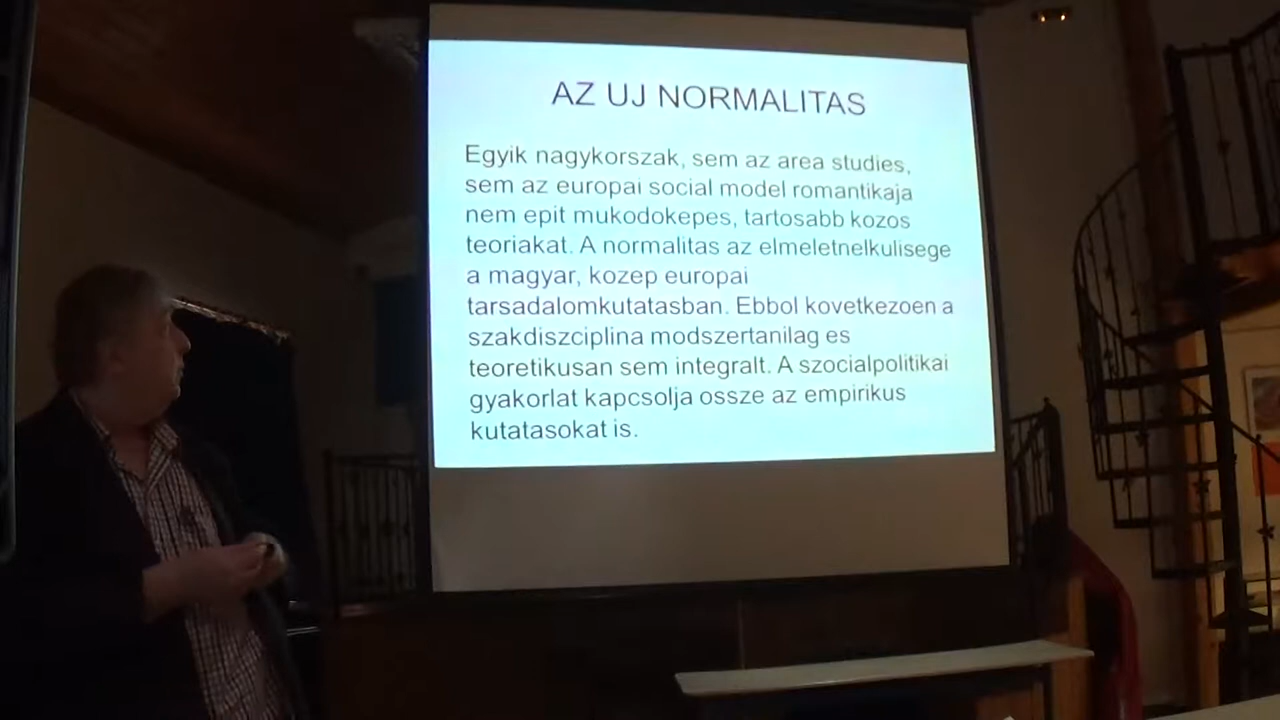 AZ UJ NORMALITAS
Egyik nagykorszak, sem az area studies,
sem az europai social model romantikaja
nem epit mukodokepes, tartosabb kozos
teoriakat. A normalitas az elmeletnelkulisege
a magyar, kozep europai
tarsadalomkutatasban. Ebbol kovetkezoen a
szakdiszciplina modszertanilag es
teoretikusan sem integralt. A szocialpolitikai
gyakorlat kapcsolja ossze az empirikus
kutatasokat is.